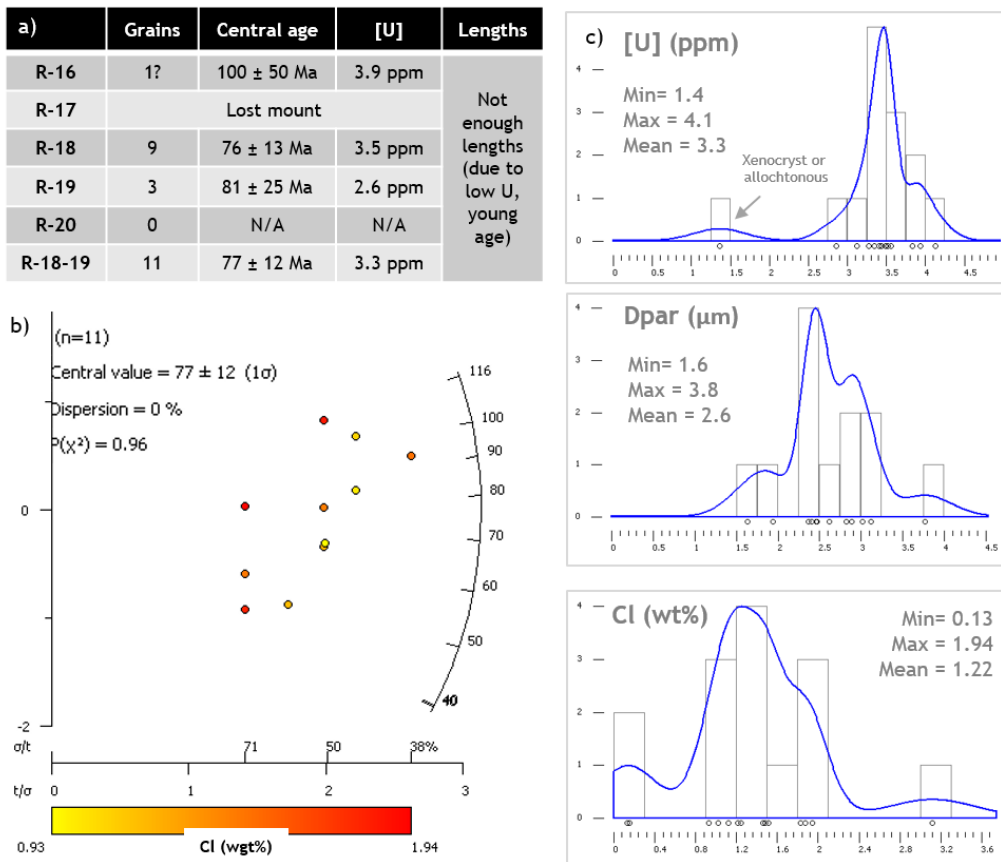 a) Grains Central age [U] Lengths
R-16 1? 100 ± 50 Ma 3.9 ppm
R-17 Lost mount
R-18 9 76 ± 13 Ma 3.5 ppm
R-19 3 81 ± 25 Ma 2.6 ppm
R-20 0 N/A N/A
R-18-19 11 77 ± 12 Ma 3.3 ppm
Not
enough
lengths
(due to
low U,
young
age)
b)
(n=11)
Central value = 77 ± 12 (1σ)
Dispersion = 0 %
P(χ²) = 0.96
116
100
90
80
70
60
50
40
0
-2
σ/t 71 50 38%
t/σ 0 1 2 3
0.93 Cl (wgt%) 1.94
c) [U] (ppm)
Min= 1.4
Max = 4.1
Mean = 3.3
Xenocryst or
allochtonous
4
3
2
1
0
0 0.5 1 1.5 2 2.5 3 3.5 4 4.5
Dpar (µm)
Min = 1.6
Max = 3.8
Mean = 2.6
4
3
2
1
0
0 0.5 1 1.5 2 2.5 3 3.5 4 4.5
Cl (wt%)
Min= 0.13
Max = 1.94
Mean = 1.22
4
3
2
1
0
0 0.4 0.8 1.2 1.6 2 2.4 2.8 3.2 3.6